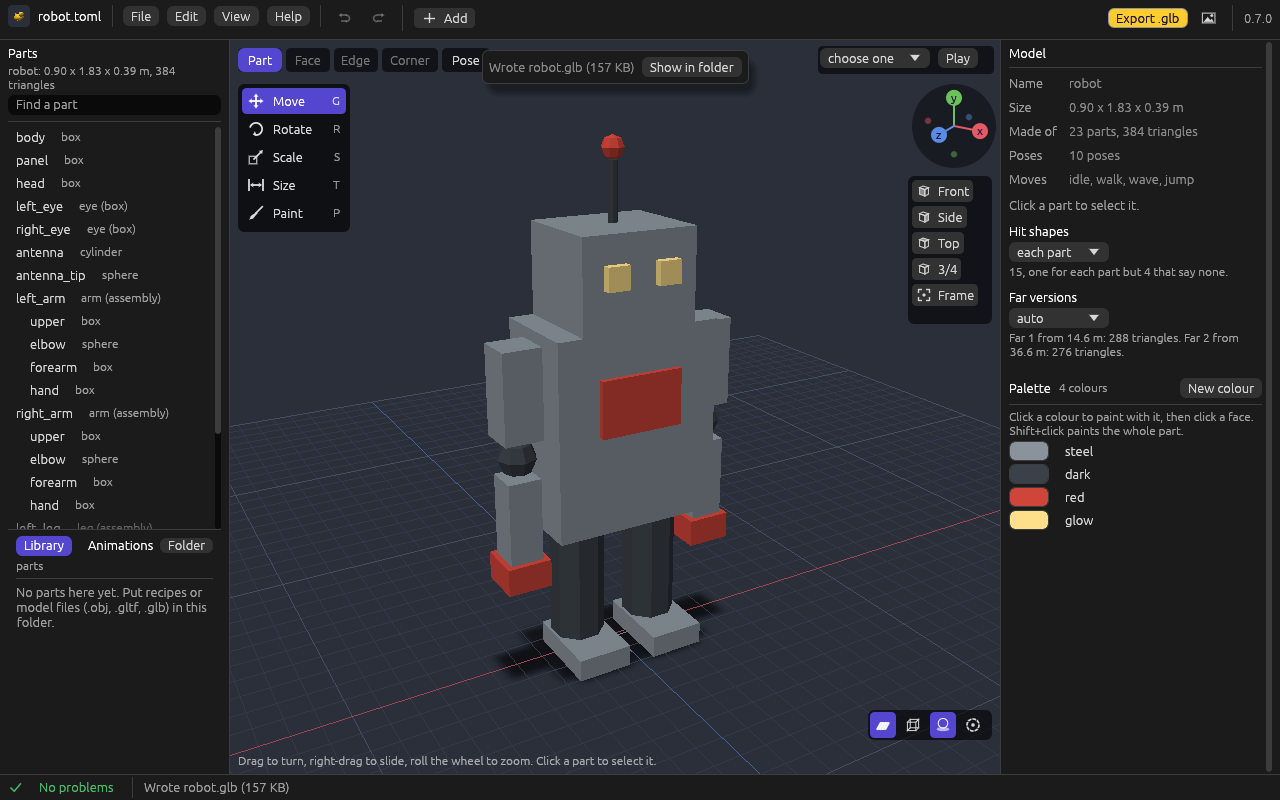 robot.toml File Edit View Help + Add Export .glb 0.7.0
Parts
robot: 0.90 x 1.83 x 0.39 m, 384
triangles
Find a part
body box
panel box
head box
left_eye eye (box)
right_eye eye (box)
antenna cylinder
antenna_tip sphere
left_arm arm (assembly)
upper box
elbow sphere
forearm box
hand box
right_arm arm (assembly)
upper box
elbow sphere
forearm box
hand box
left_leg leg (assembly)
Library Animations Folder
parts
No parts here yet. Put recipes or
model files (.obj, .gltf, .glb) in this
folder.
Part Face Edge Corner Pose
Wrote robot.glb (157 KB) Show in folder
choose one Play
Move G
Rotate R
Scale S
Size T
Paint P
y
x
z
Front
Side
Top
3/4
Frame
Drag to turn, right-drag to slide, roll the wheel to zoom. Click a part to select it.
Model
Name robot
Size 0.90 x 1.83 x 0.39 m
Made of 23 parts, 384 triangles
Poses 10 poses
Moves idle, walk, wave, jump
Click a part to select it.
Hit shapes
each part
15, one for each part but 4 that say none.
Far versions
auto
Far 1 from 14.6 m: 288 triangles. Far 2 from
36.6 m: 276 triangles.
Palette 4 colours New colour
Click a colour to paint with it, then click a face.
Shift+click paints the whole part.
steel
dark
red
glow
No problems Wrote robot.glb (157 KB)